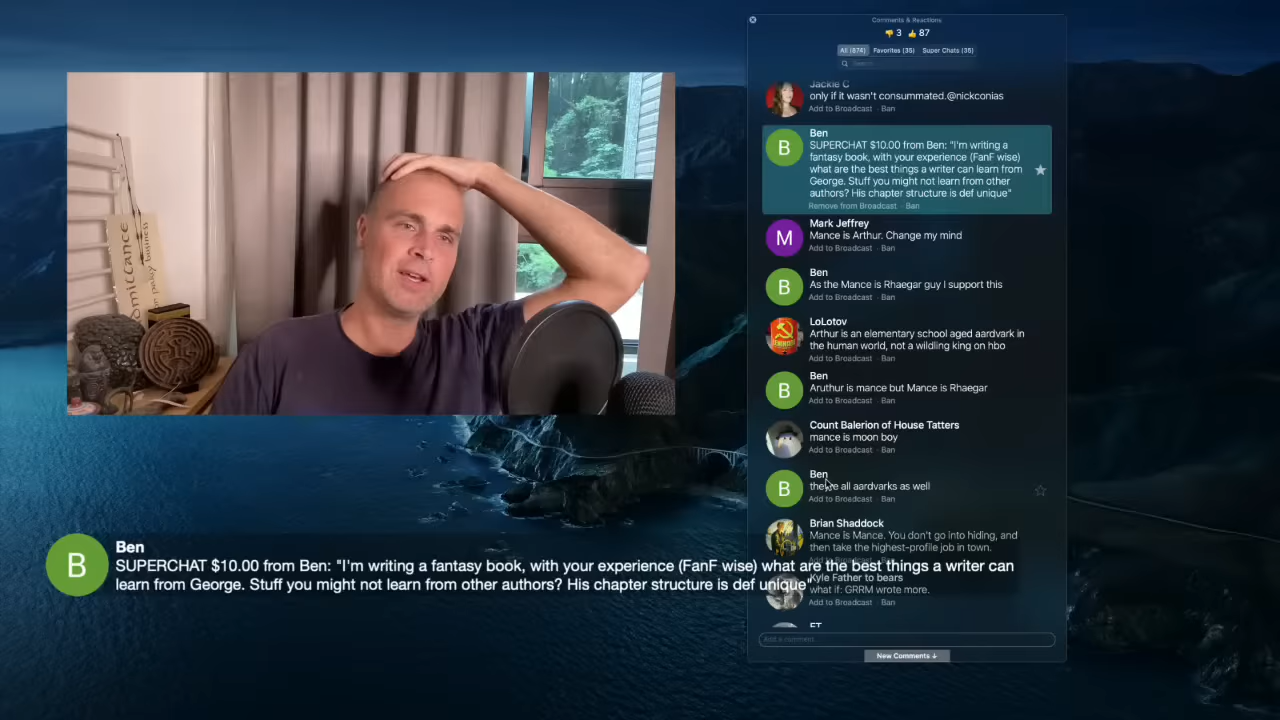 Comments & Reactions
👎 3 👍 87
All (874) Favorites (35) Super Chats (35)
Search
Jackie C
only if it wasn't consummated.@nickconias
Add to Broadcast · Ban
Ben
SUPERCHAT $10.00 from Ben: "I'm writing a
fantasy book, with your experience (FanF wise)
what are the best things a writer can learn from
George. Stuff you might not learn from other
authors? His chapter structure is def unique"
Remove from Broadcast · Ban
Mark Jeffrey
Mance is Arthur. Change my mind
Add to Broadcast · Ban
Ben
As the Mance is Rhaegar guy I support this
Add to Broadcast · Ban
LoLotov
Arthur is an elementary school aged aardvark in
the human world, not a wildling king on hbo
Add to Broadcast · Ban
Ben
Aruthur is mance but Mance is Rhaegar
Add to Broadcast · Ban
Count Balerion of House Tatters
mance is moon boy
Add to Broadcast · Ban
Ben
all aardvarks as well
Add to Broadcast · Ban
Brian Shaddock
Mance is Mance. You don't go into hiding, and
then take the highest-profile job in town.
Add to Broadcast · Ban
Kyle Father to bears
what if: GRRM wrote more.
Add to Broadcast · Ban
ET
Add a comment
New Comments ↓
B
B
M
B
B
B
miccance
Ben
SUPERCHAT $10.00 from Ben: "I'm writing a fantasy book, with your experience (FanF wise) what are the best things a writer can
learn from George. Stuff you might not learn from other authors? His chapter structure is def unique"